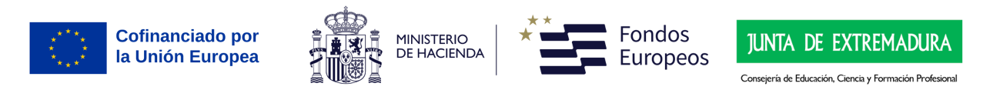 Cofinanciado por
la Unión Europea
MINISTERIO
DE HACIENDA
Fondos
Europeos
JUNTA DE EXTREMADURA
Consejería de Educación, Ciencia y Formación Profesional